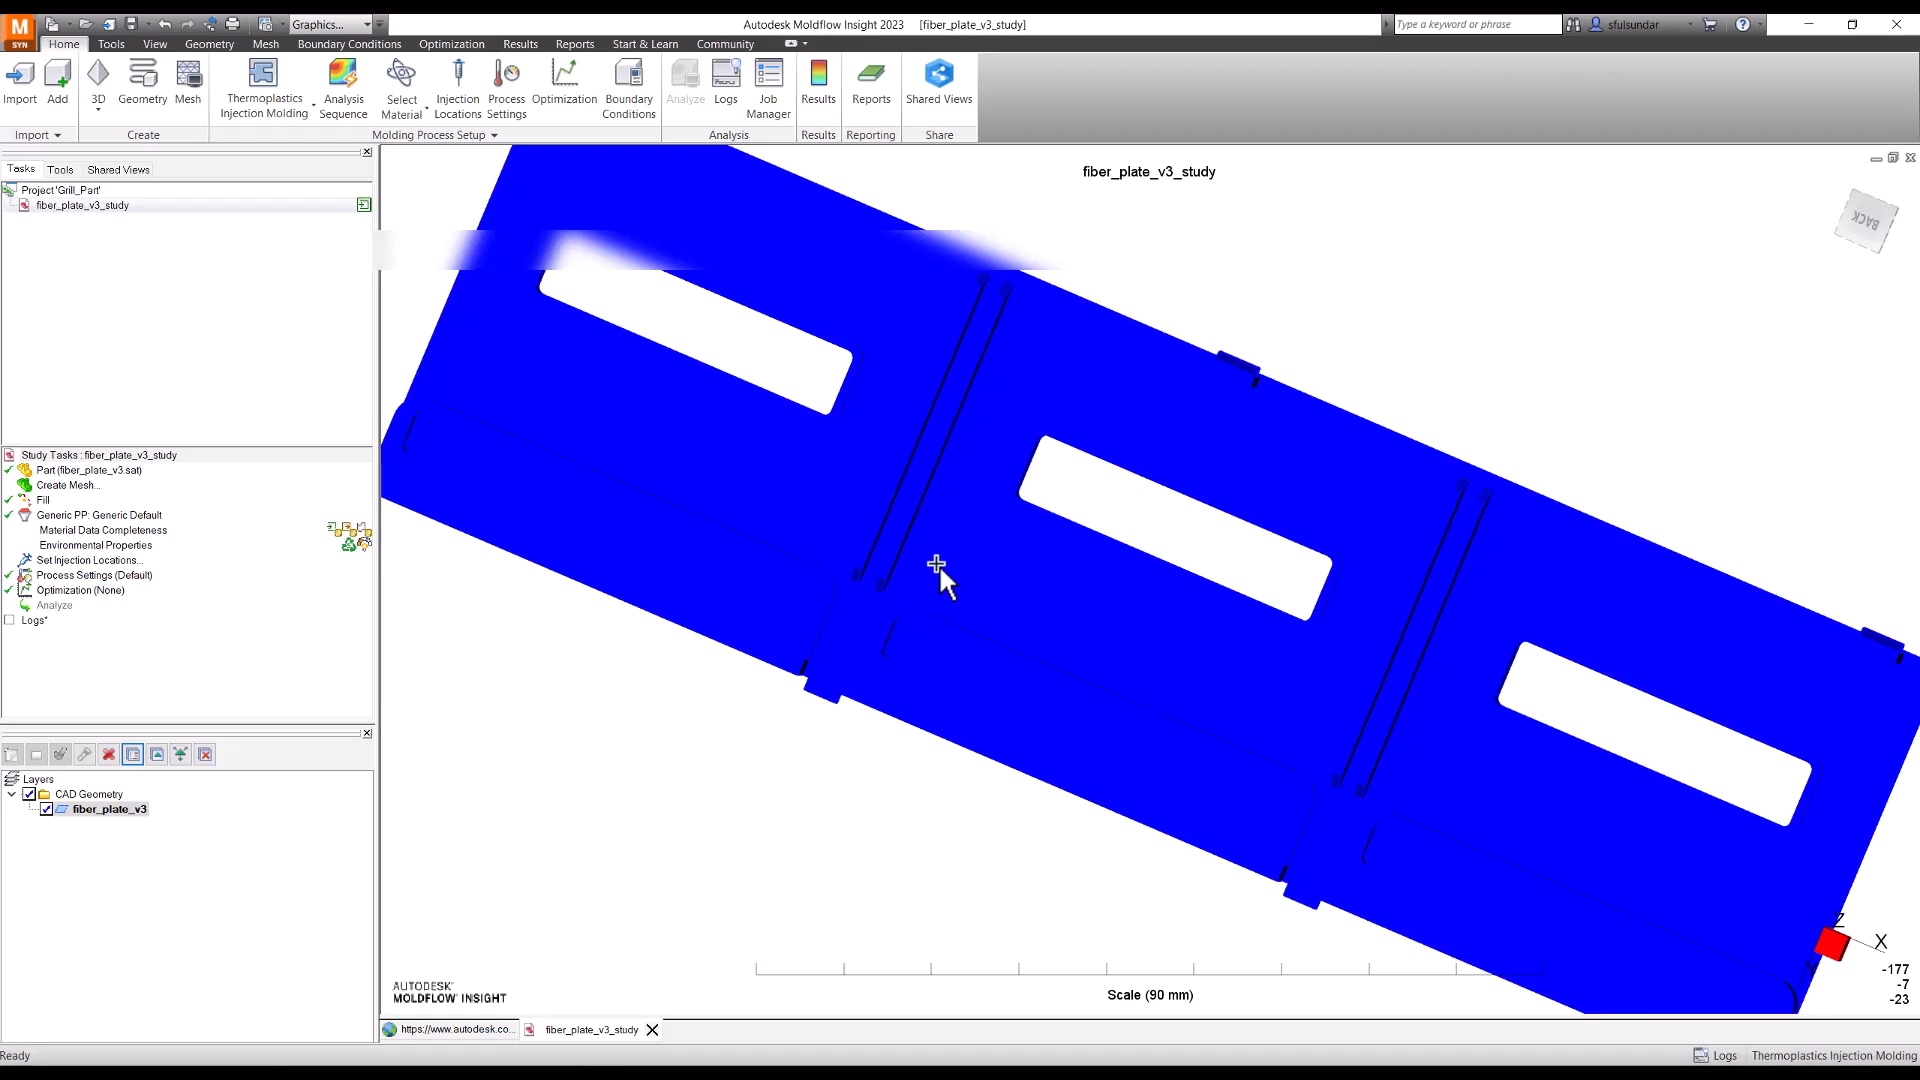 M
SYN
Graphics...
Autodesk Moldflow Insight 2023 [fiber_plate_v3_study]
Type a keyword or phrase
sfulsundar
Home Tools View Geometry Mesh Boundary Conditions Optimization Results Reports Start & Learn Community
Import
Add
3D
Geometry
Mesh
Thermoplastics Injection Molding
Analysis Sequence
Select Material
Injection Locations
Process Settings
Optimization
Boundary Conditions
Analyze
Logs
Job Manager
Results
Reports
Shared Views
Import
Create
Molding Process Setup
Analysis
Results
Reporting
Share
Tasks Tools Shared Views
Project 'Grill_Part'
fiber_plate_v3_study
Study Tasks : fiber_plate_v3_study
Part (fiber_plate_v3.sat)
Create Mesh...
Fill
Generic PP: Generic Default
Material Data Completeness
Environmental Properties
Set Injection Locations...
Process Settings (Default)
Optimization (None)
Analyze
Logs*
Layers
CAD Geometry
fiber_plate_v3
fiber_plate_v3_study
BACK
Z
X
-177
-7
-23
AUTODESK
MOLDFLOW INSIGHT
Scale (90 mm)
https://www.autodesk.co...
fiber_plate_v3_study
Ready
Logs
Thermoplastics Injection Molding